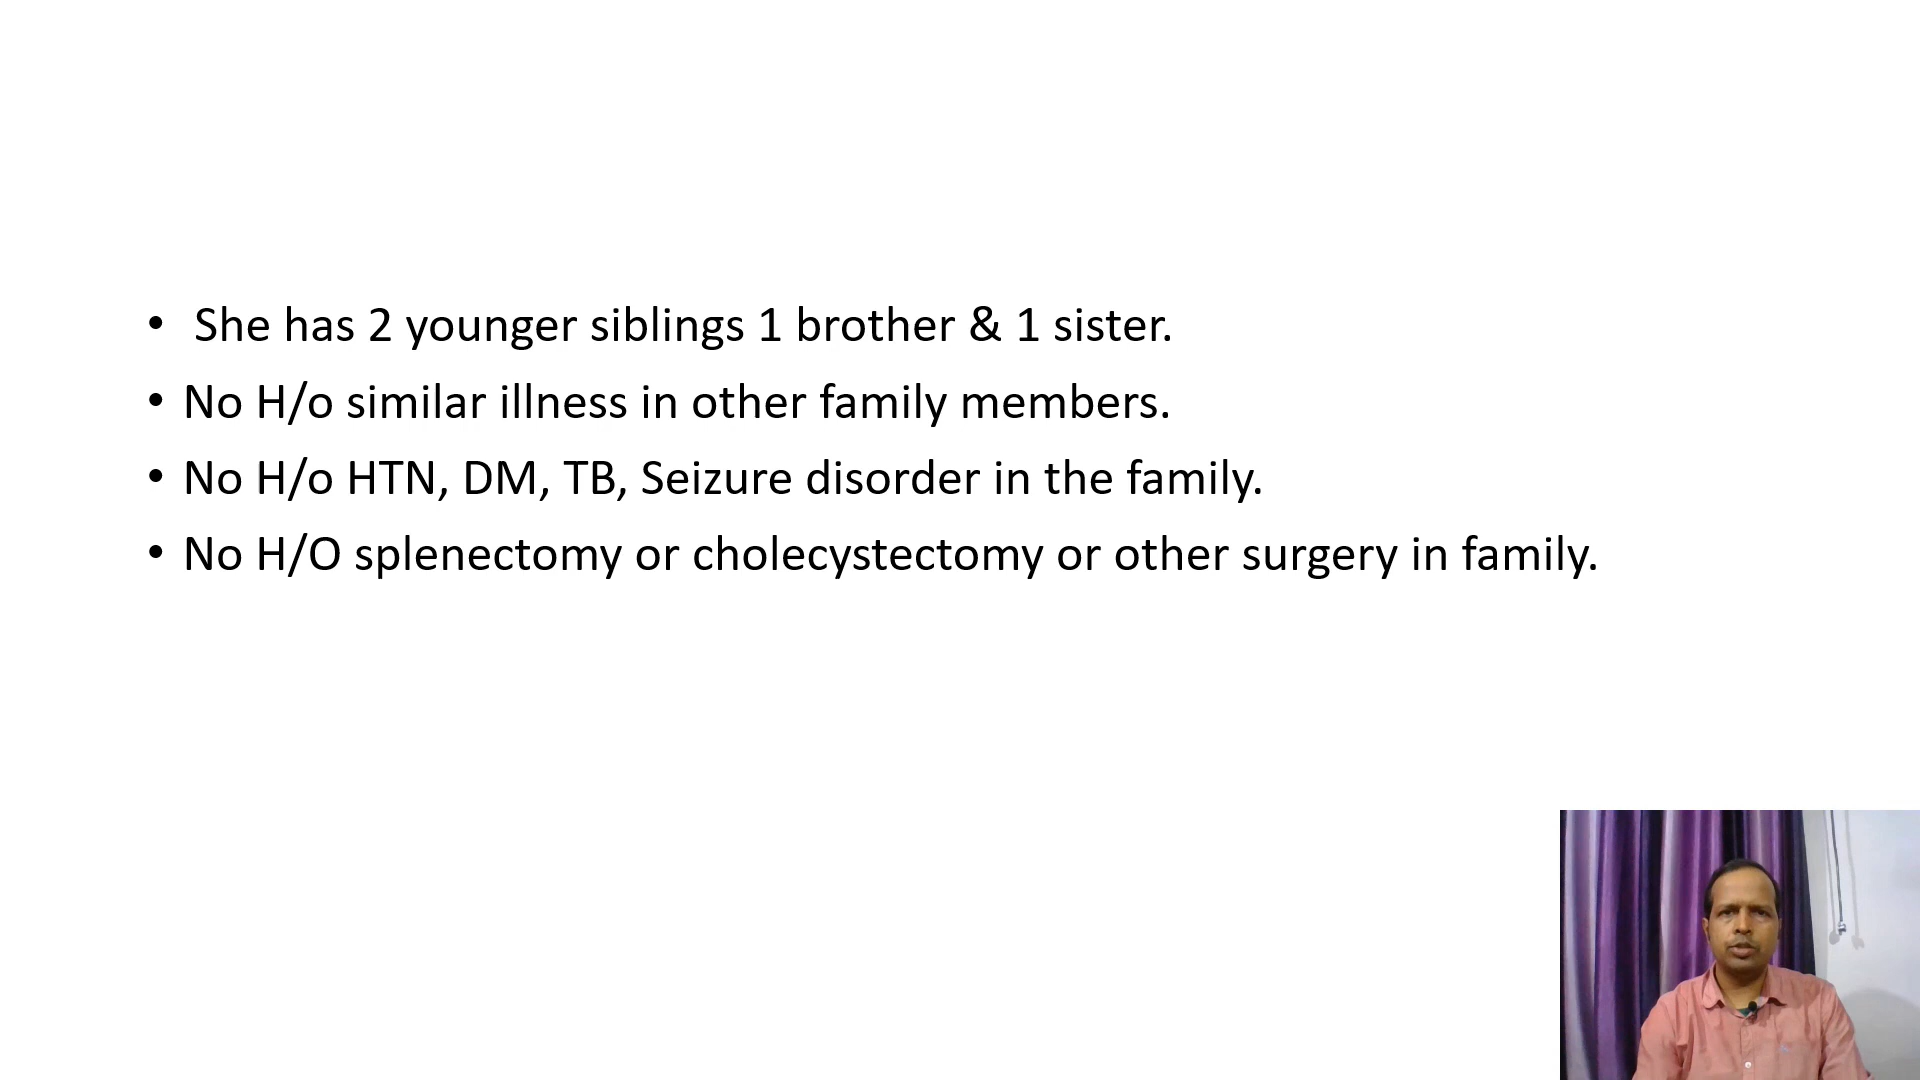 • She has 2 younger siblings 1 brother & 1 sister.
• No H/o similar illness in other family members.
• No H/o HTN, DM, TB, Seizure disorder in the family.
• No H/O splenectomy or cholecystectomy or other surgery in family.